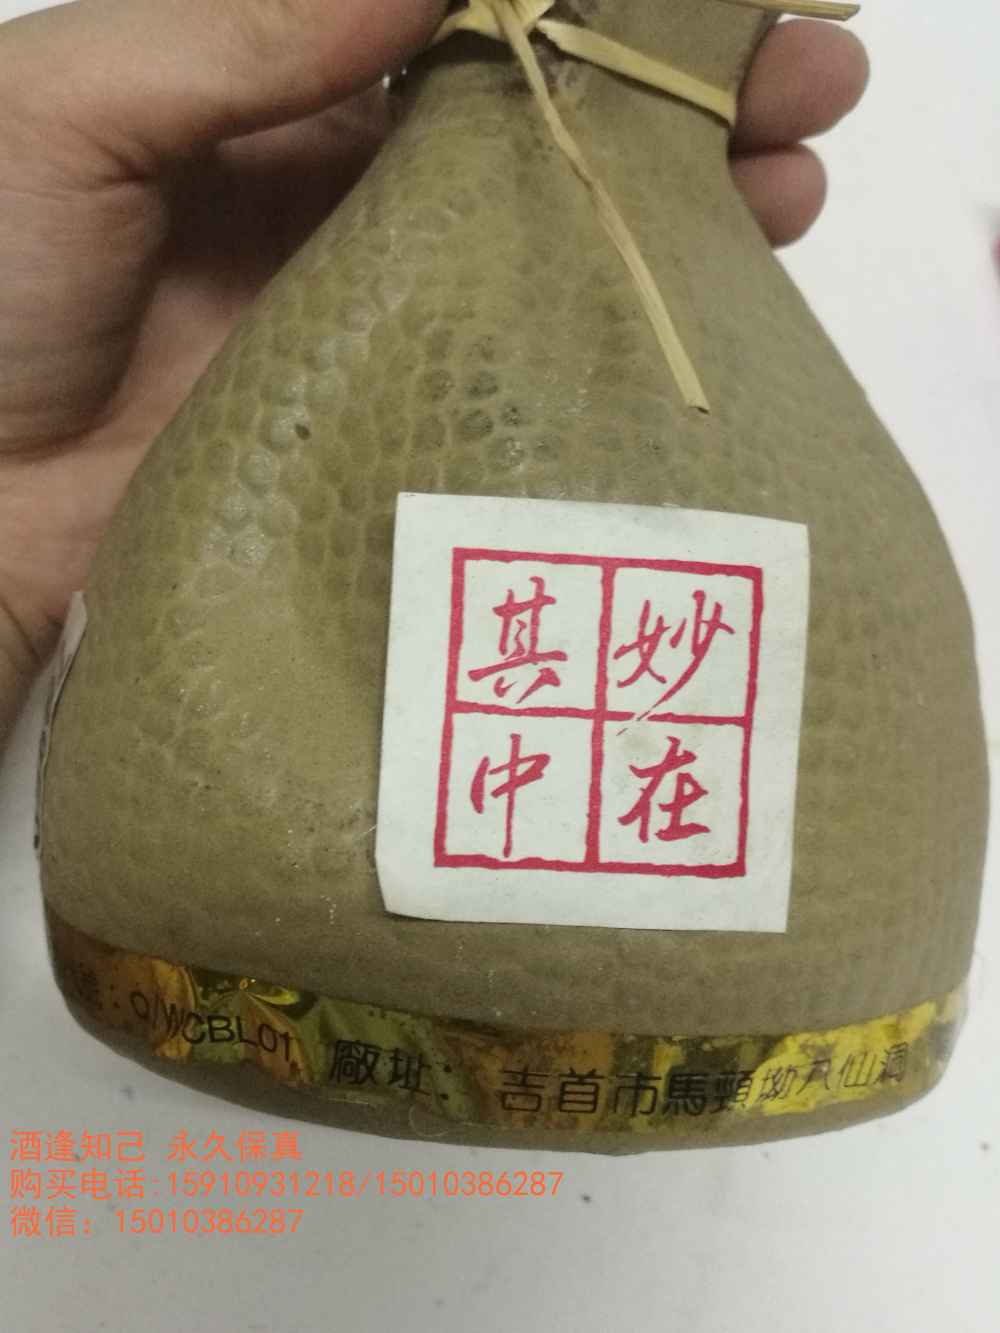 妙在
其中
號：Q/WCBL01 廠址：吉首市馬頸坳八仙洞
酒逢知己 永久保真
购买电话:15910931218/15010386287
微信：15010386287